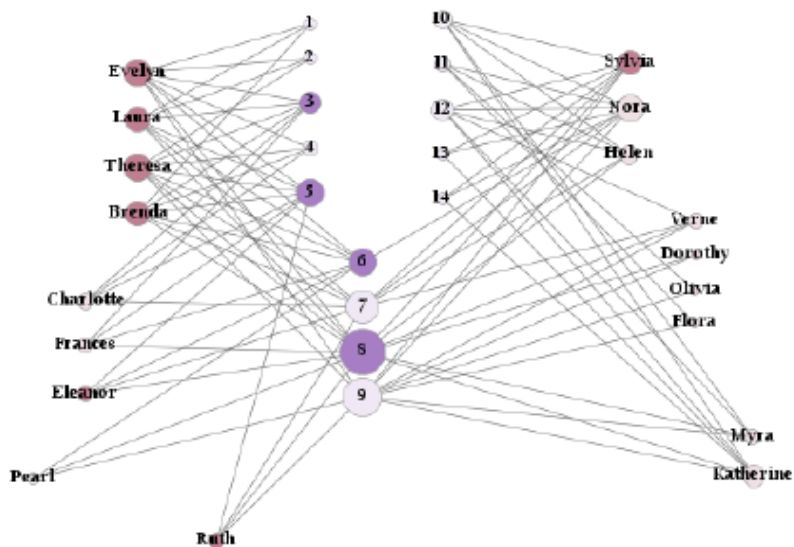 1
10
2
11
Evelyn
Sylvia
3
12
Laura
Nora
4
13
Helen
Theresa
5
14
Brenda
Verne
6
Dorothy
7
Olivia
Charlotte
Flora
Frances
8
Eleanor
9
Myra
Pearl
Katherine
Ruth